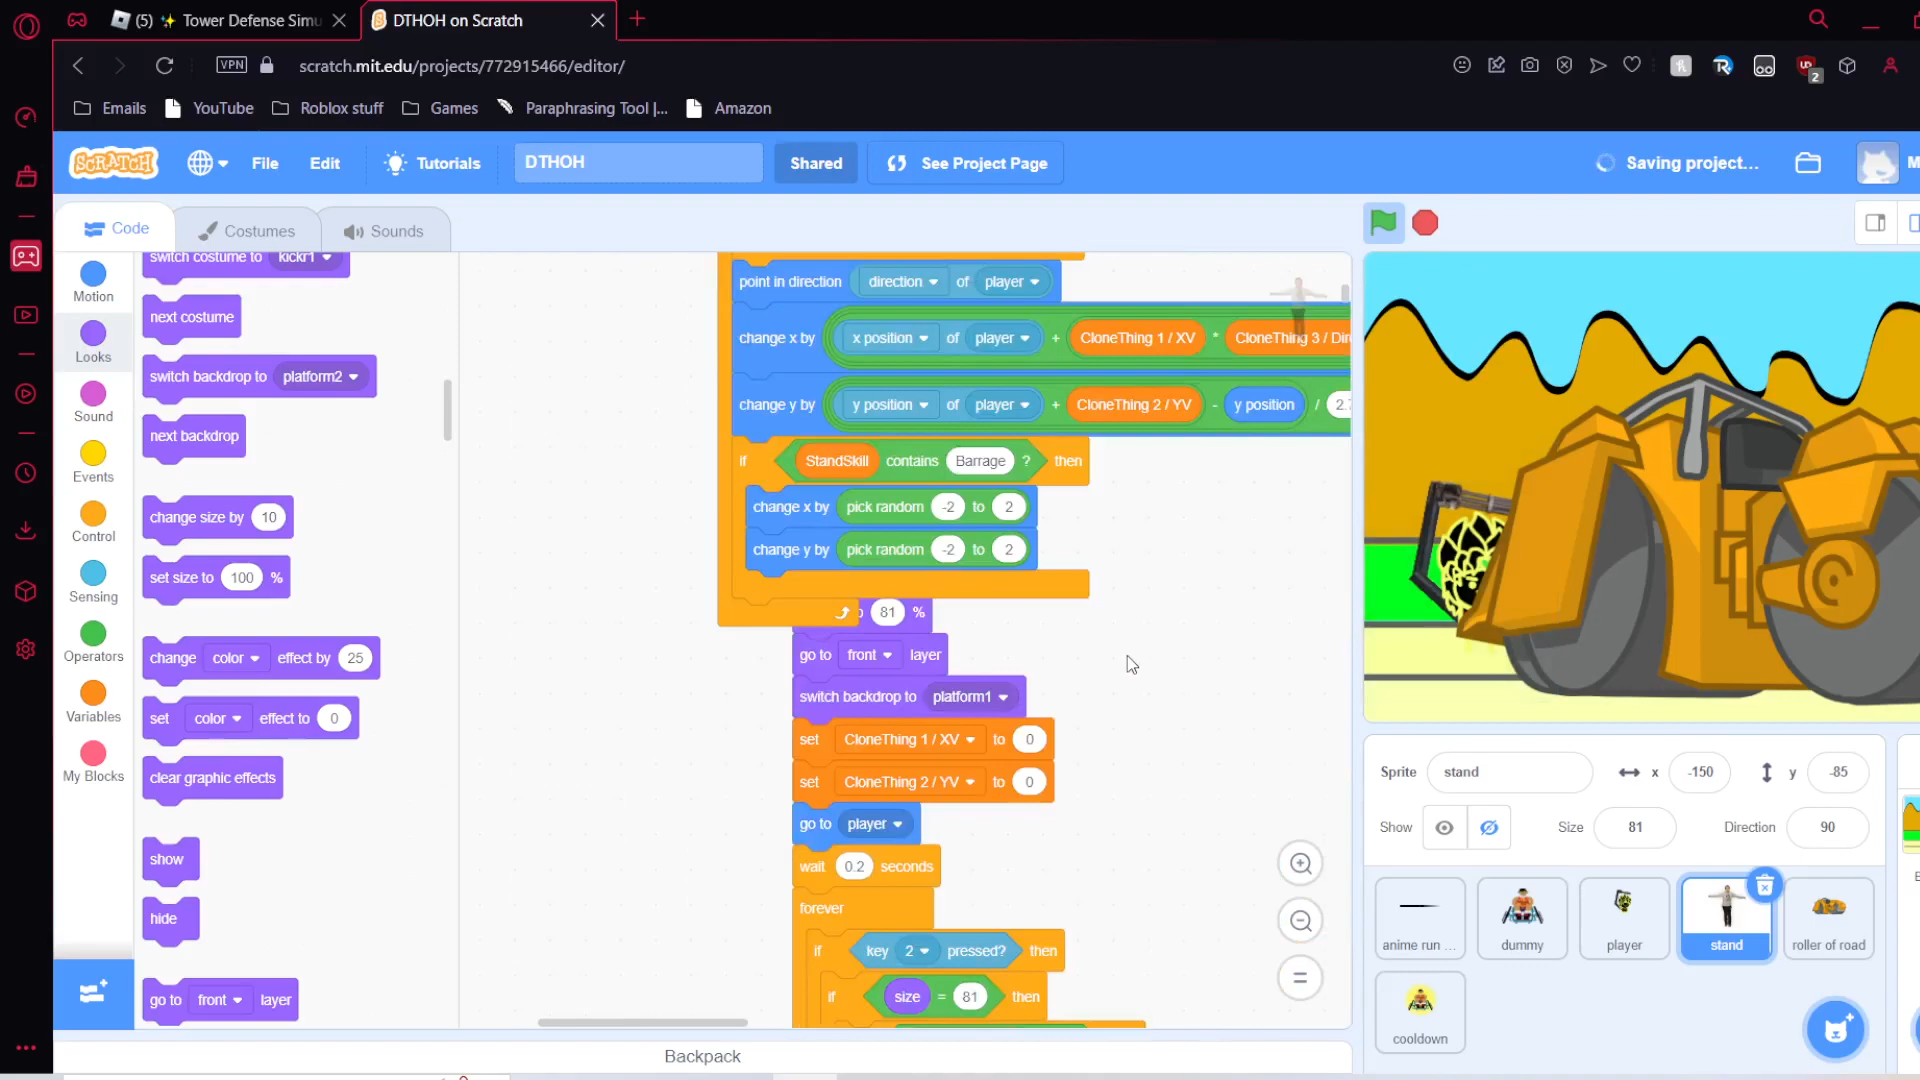 (5) ✨ Tower Defense Simu
DTHOH on Scratch
VPN
scratch.mit.edu/projects/772915466/editor/
2
Emails
YouTube
Roblox stuff
Games
Paraphrasing Tool |...
Amazon
SCRATCH
File
Edit
Tutorials
DTHOH
Shared
See Project Page
Saving project...
Code
Costumes
Sounds
Motion
Looks
Sound
Events
Control
Sensing
Operators
Variables
My Blocks
switch costume to kickr1
next costume
switch backdrop to platform2
next backdrop
change size by 10
set size to 100 %
change color effect by 25
set color effect to 0
clear graphic effects
show
hide
go to front layer
point in direction direction of player
change x by x position of player + CloneThing 1 / XV * CloneThing 3 / Dir
change y by y position of player + CloneThing 2 / YV - y position / 2.
if StandSkill contains Barrage ? then
change x by pick random -2 to 2
change y by pick random -2 to 2
81 %
go to front layer
switch backdrop to platform1
set CloneThing 1 / XV to 0
set CloneThing 2 / YV to 0
go to player
wait 0.2 seconds
forever
if key 2 pressed? then
if size = 81 then
Backpack
Sprite stand x -150 y -85
Show Size 81 Direction 90
anime run ...
dummy
player
stand
roller of road
cooldown